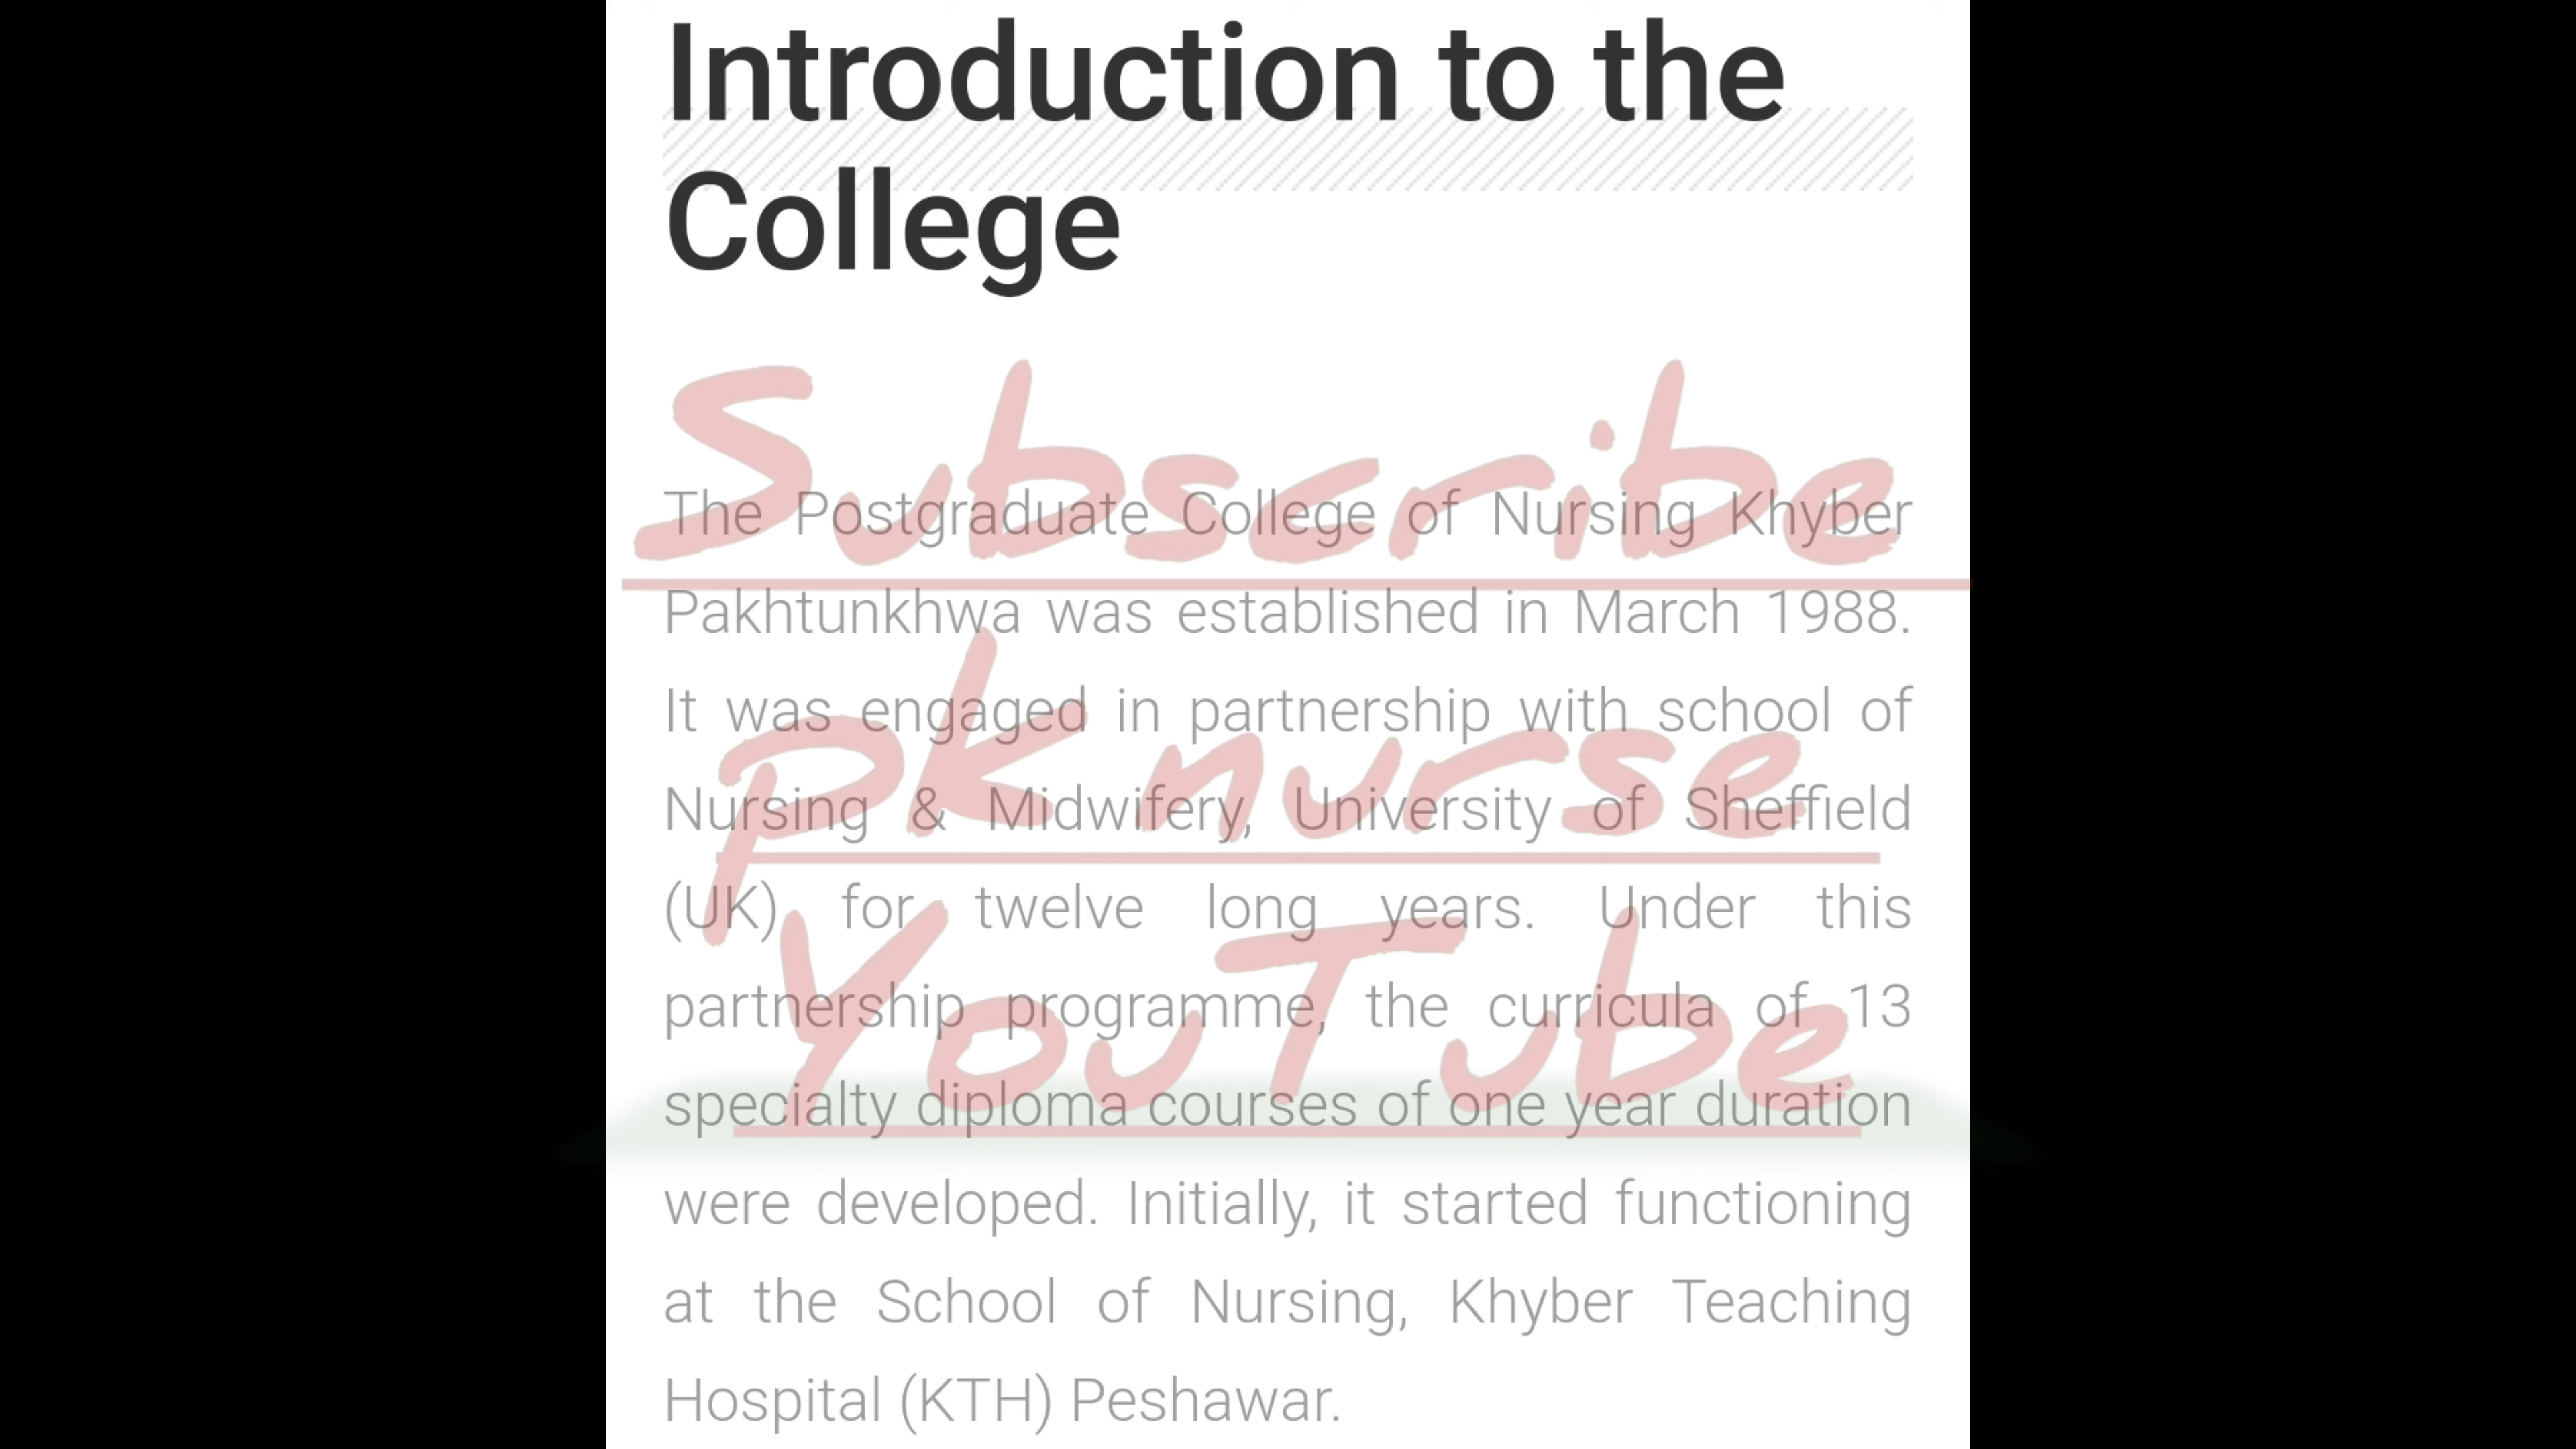 Introduction to the
College
Subscribe
The Postgraduate College of Nursing Khyber
Pakhtunkhwa was established in March 1988.
It was engaged in partnership with school of
pk nurse
Nursing & Midwifery, University of Sheffield
(UK) for twelve long years. Under this
YouTube
partnership programme, the curricula of 13
specialty diploma courses of one year duration
were developed. Initially, it started functioning
at the School of Nursing, Khyber Teaching
Hospital (KTH) Peshawar.